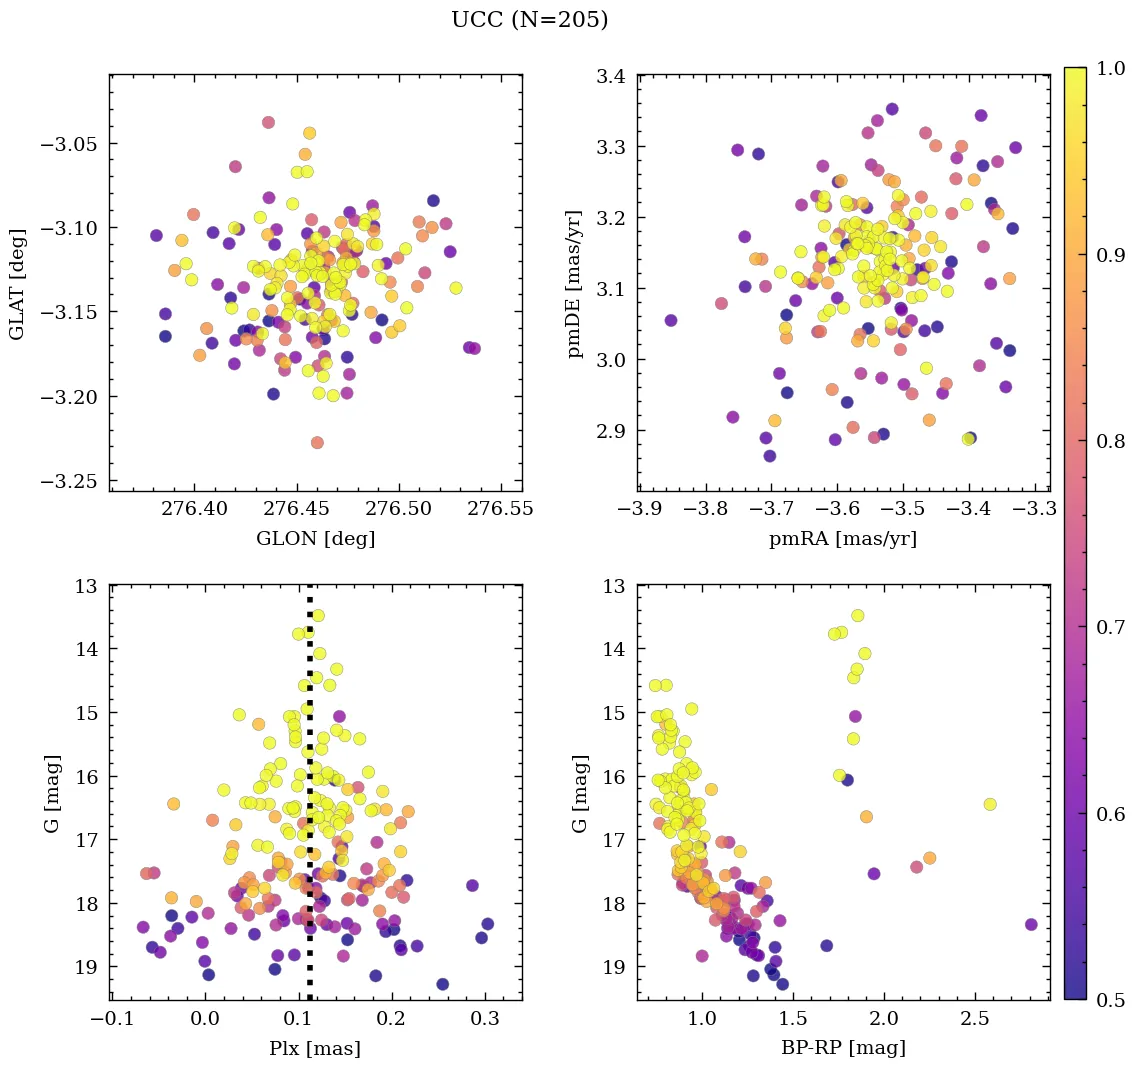 UCC (N=205)
−3.05
−3.10
−3.15
−3.20
−3.25
GLAT [deg]
276.40 276.45 276.50 276.55
GLON [deg]
3.4
3.3
3.2
3.1
3.0
2.9
pmDE [mas/yr]
−3.9 −3.8 −3.7 −3.6 −3.5 −3.4 −3.3
pmRA [mas/yr]
13
14
15
16
17
18
19
G [mag]
−0.1 0.0 0.1 0.2 0.3
Plx [mas]
13
14
15
16
17
18
19
G [mag]
1.0 1.5 2.0 2.5
BP-RP [mag]
1.0
0.9
0.8
0.7
0.6
0.5